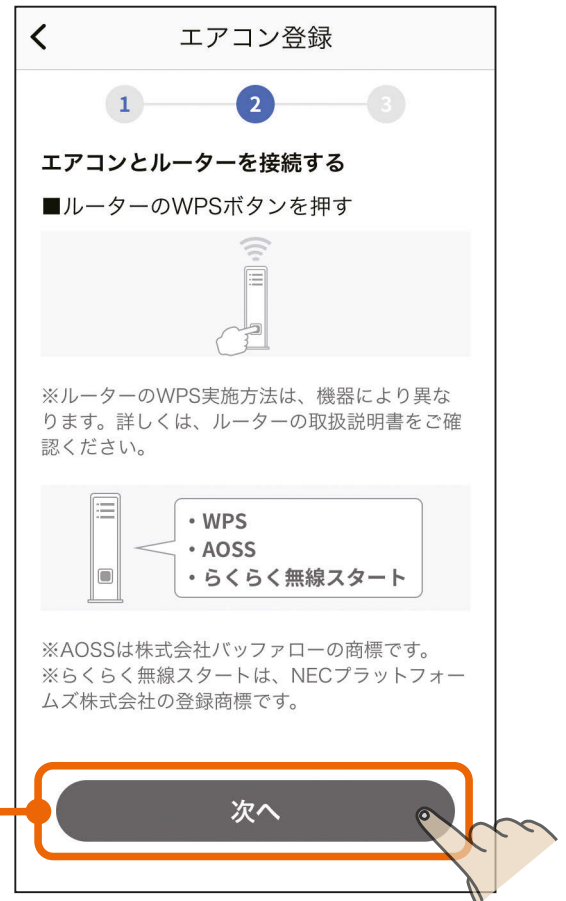 エアコン登録
1 2 3
エアコンとルーターを接続する
■ルーターのWPSボタンを押す
※ルーターのWPS実施方法は、機器により異な
ります。詳しくは、ルーターの取扱説明書をご確
認ください。
・WPS
・AOSS
・らくらく無線スタート
※AOSSは株式会社バッファローの商標です。
※らくらく無線スタートは、NECプラットフォー
ムズ株式会社の登録商標です。
次へ